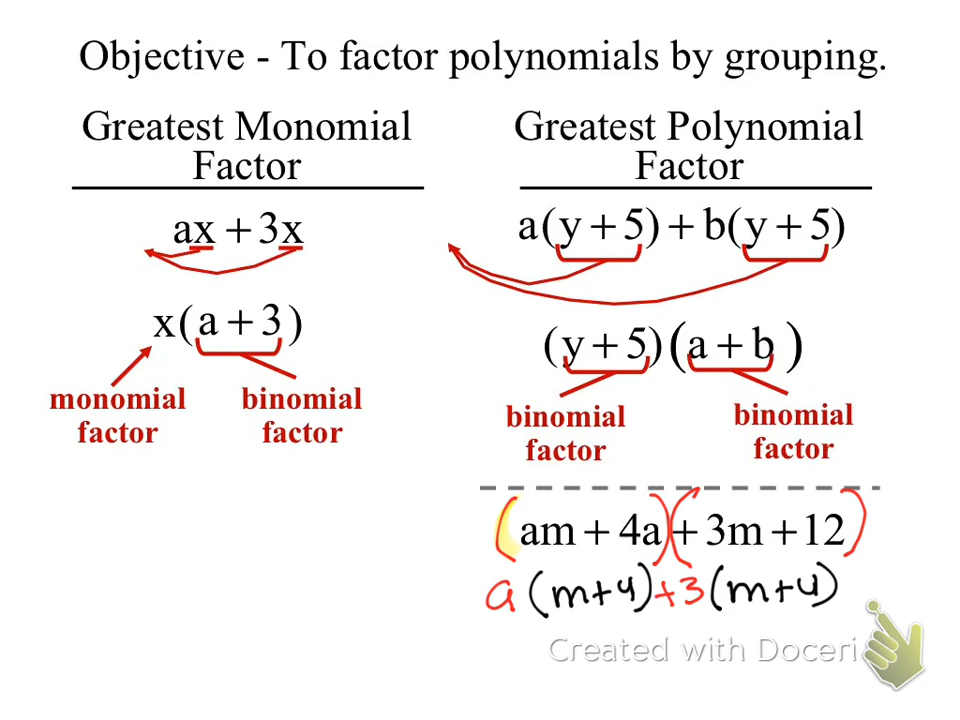 Objective - To factor polynomials by grouping.
Greatest Monomial
Factor
ax + 3x
x(a + 3)
monomial
factor
binomial
factor
Greatest Polynomial
Factor
a(y + 5) + b(y + 5)
(y + 5)(a + b)
binomial
factor
binomial
factor
(am + 4a)(+ 3m + 12)
a(m+4)+3(m+4)
Created with Doceri